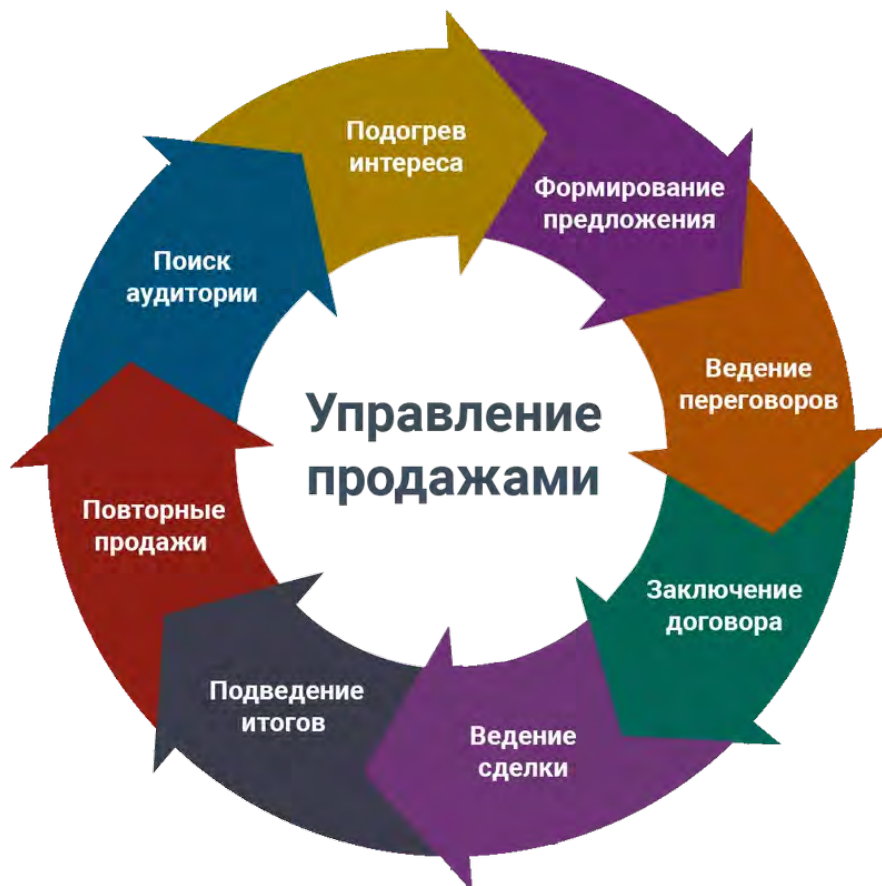 Подогрев
интереса
Формирование
предложения
Ведение
переговоров
Заключение
договора
Ведение
сделки
Подведение
итогов
Повторные
продажи
Поиск
аудитории
Управление
продажами